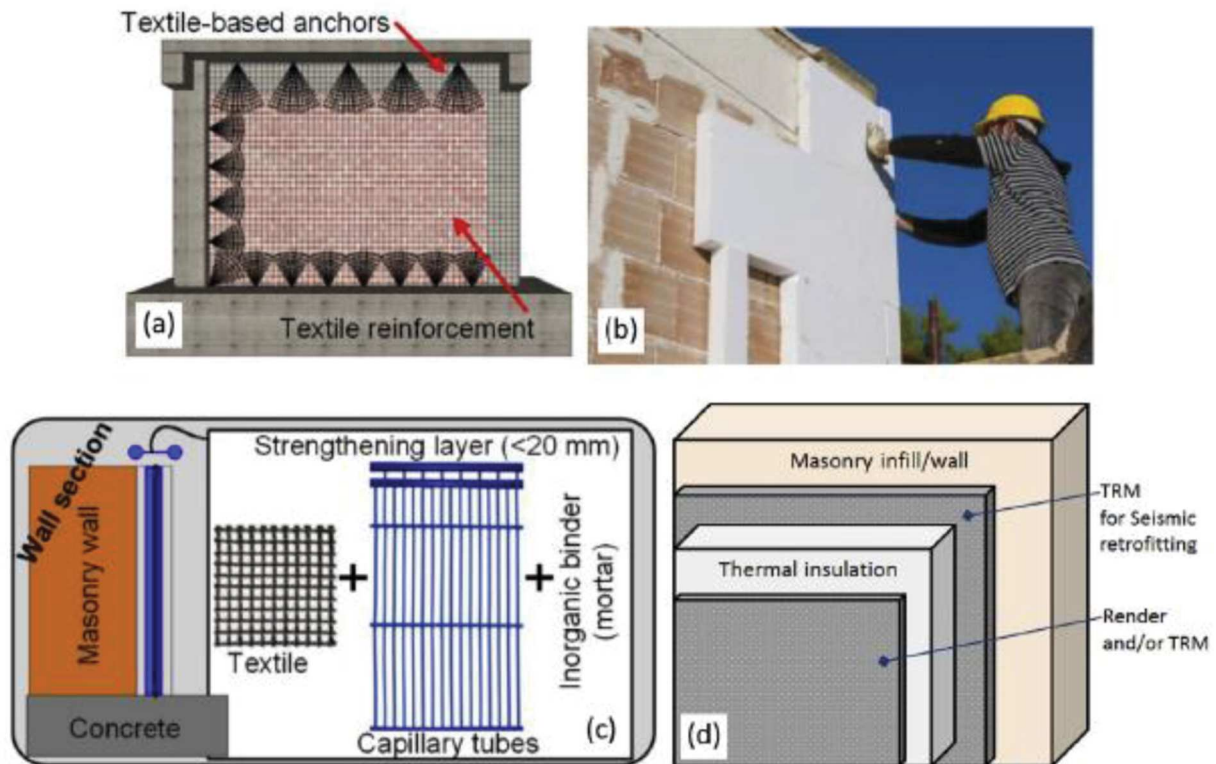 Textile-based anchors
Textile reinforcement
(a)
(b)
Wall section
Masonry wall
Concrete
Strengthening layer (<20 mm)
Textile
+
Capillary tubes
+
Inorganic binder
(mortar)
(c)
Masonry infill/wall
TRM
for Seismic
retrofitting
Thermal insulation
Render
and/or TRM
(d)